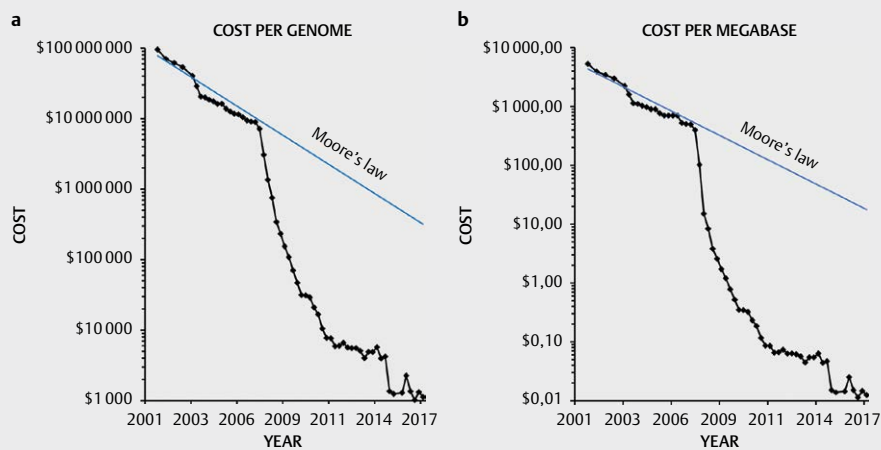 a
COST PER GENOME
$100 000 000
$10 000 000
$1 000 000
$100 000
$10 000
$1 000
COST
Moore's law
2001 2003 2006 2009 2011 2014 2017
YEAR
b
COST PER MEGABASE
$10 000,00
$1000,00
$100,00
$10,00
$1,00
$0,10
$0,01
COST
Moore's law
2001 2003 2006 2009 2011 2014 2017
YEAR